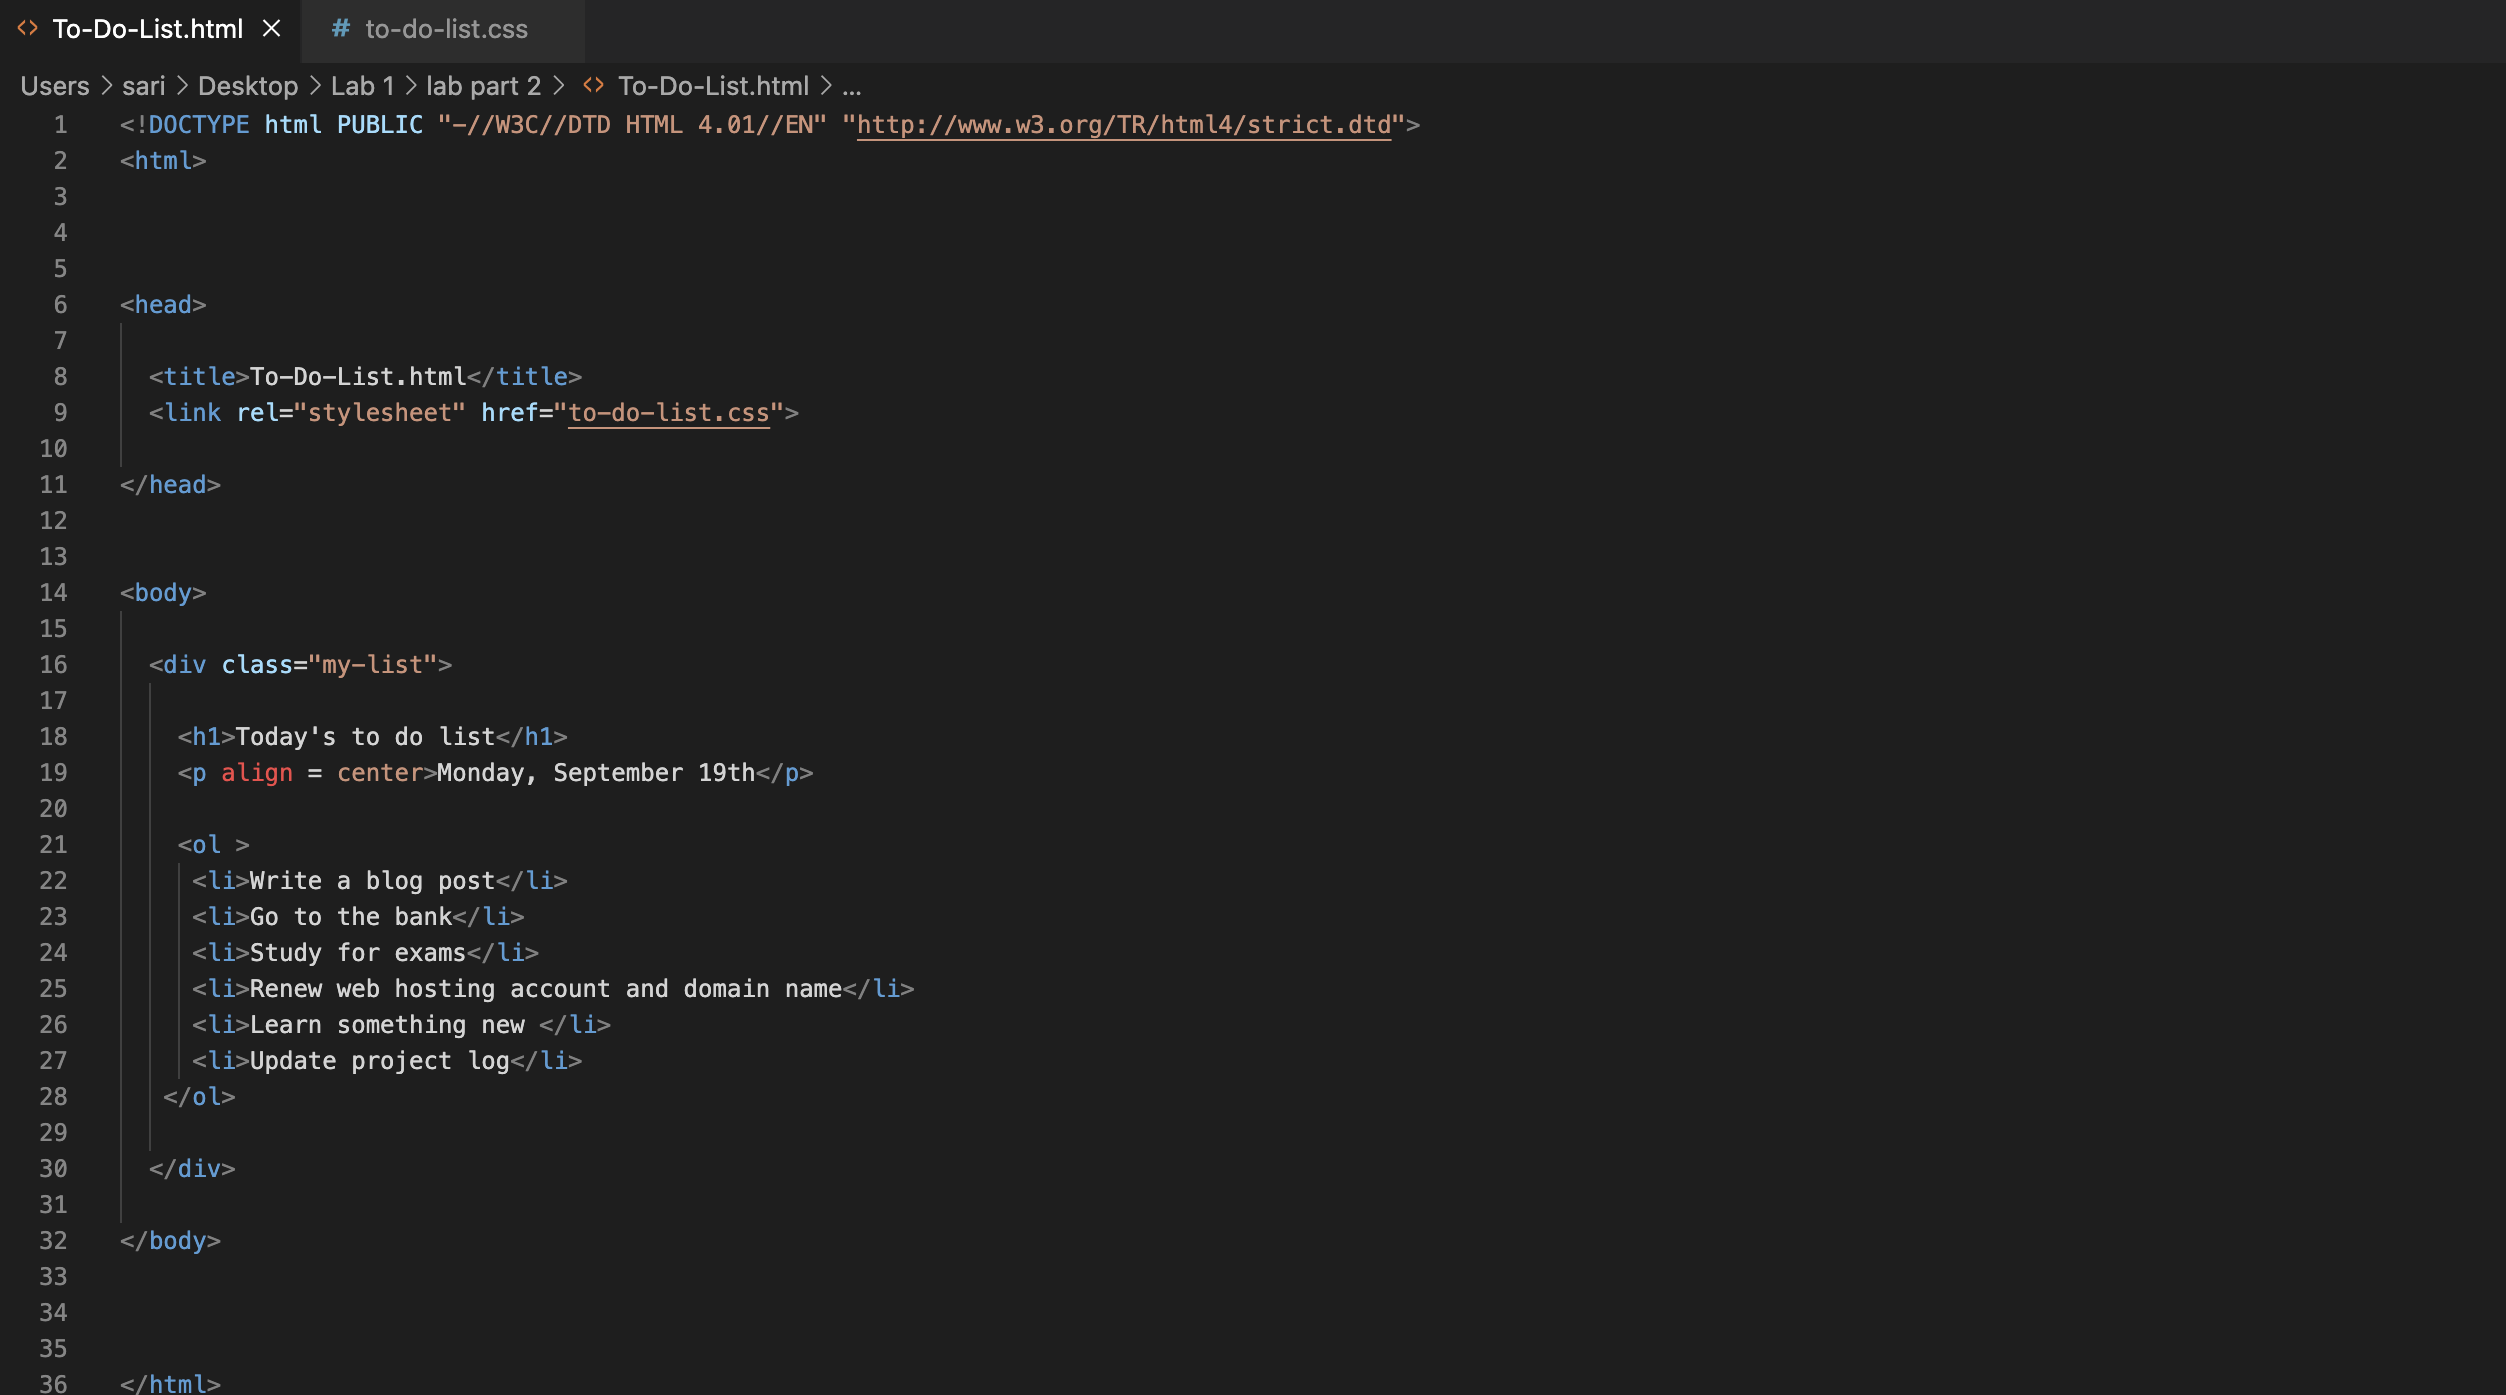 To-Do-List.html
# to-do-list.css
Users > sari > Desktop > Lab 1 > lab part 2 > <> To-Do-List.html > ...
1 <!DOCTYPE html PUBLIC "-//W3C//DTD HTML 4.01//EN" "http://www.w3.org/TR/html4/strict.dtd">
2 <html>
3
4
5
6 <head>
7
8 <title>To-Do-List.html</title>
9 <link rel="stylesheet" href="to-do-list.css">
10
11 </head>
12
13
14 <body>
15
16 <div class="my-list">
17
18 <h1>Today's to do list</h1>
19 <p align = center>Monday, September 19th</p>
20
21 <ol >
22 <li>Write a blog post</li>
23 <li>Go to the bank</li>
24 <li>Study for exams</li>
25 <li>Renew web hosting account and domain name</li>
26 <li>Learn something new </li>
27 <li>Update project log</li>
28 </ol>
29
30 </div>
31
32 </body>
33
34
35
36 </html>